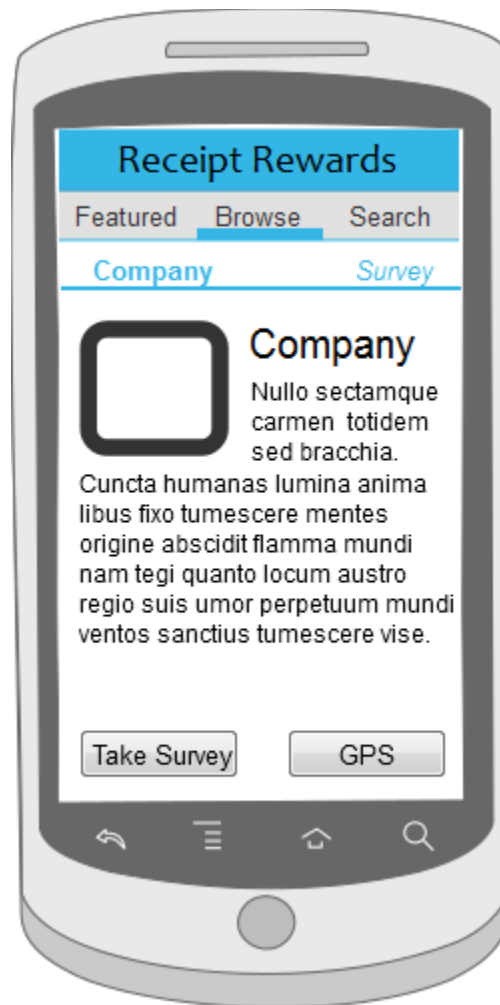 Receipt Rewards
Featured Browse Search
Company Survey
Company
Nullo sectamque
carmen totidem
sed bracchia.
Cuncta humanas lumina anima
libus fixo tumescere mentes
origine abscidit flamma mundi
nam tegi quanto locum austro
regio suis umor perpetuum mundi
ventos sanctius tumescere vise.
Take Survey GPS